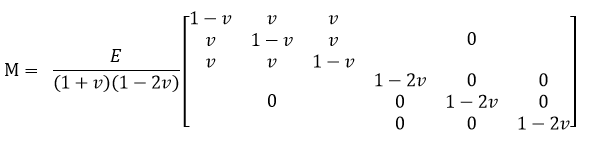 1 − v v v
v 1 − v v 0
M = E
v v 1 − v
(1 + v)(1 − 2v)
1 − 2v 0 0
0 0 1 − 2v 0
0 0 1 − 2v